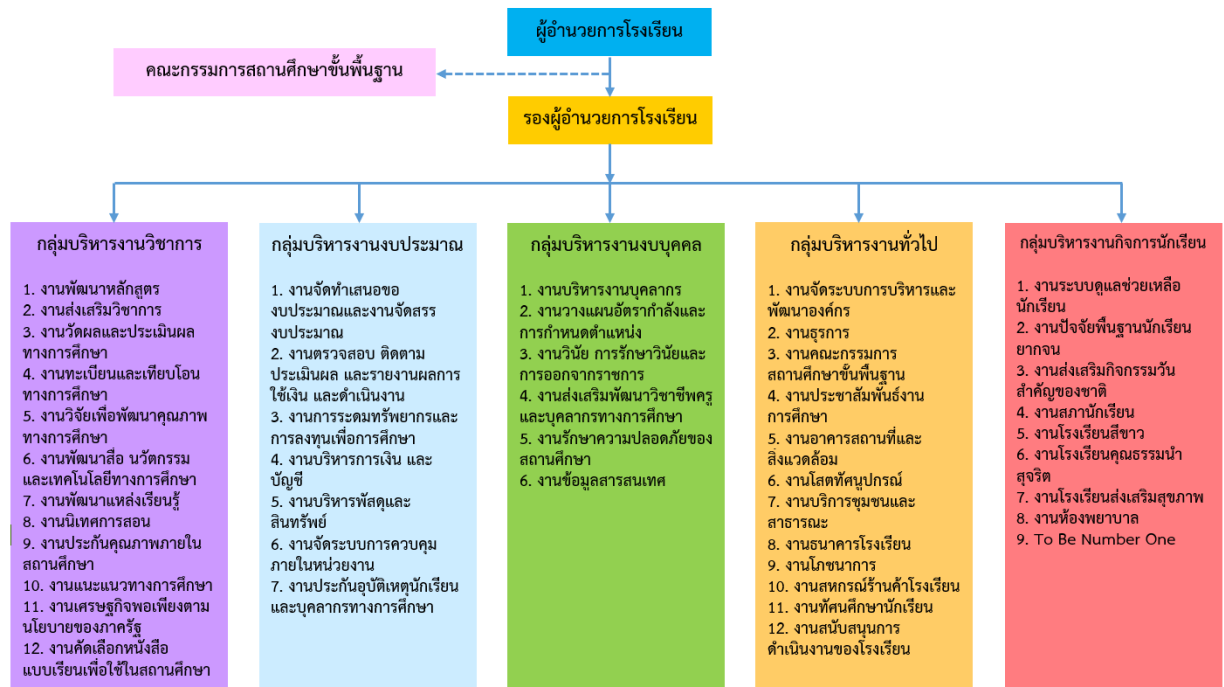 ผู้อำนวยการโรงเรียน
คณะกรรมการสถานศึกษาขั้นพื้นฐาน
รองผู้อำนวยการโรงเรียน
กลุ่มบริหารงานวิชาการ
1. งานพัฒนาหลักสูตร
2. งานส่งเสริมวิชาการ
3. งานวัดผลและประเมินผล
ทางการศึกษา
4. งานทะเบียนและเทียบโอน
ทางการศึกษา
5. งานวิจัยเพื่อพัฒนาคุณภาพ
ทางการศึกษา
6. งานพัฒนาสื่อ นวัตกรรม
และเทคโนโลยีทางการศึกษา
7. งานพัฒนาแหล่งเรียนรู้
8. งานนิเทศการสอน
9. งานประกันคุณภาพภายใน
สถานศึกษา
10. งานแนะแนวทางการศึกษา
11. งานเศรษฐกิจพอเพียงตาม
นโยบายของภาครัฐ
12. งานคัดเลือกหนังสือ
แบบเรียนเพื่อใช้ในสถานศึกษา
กลุ่มบริหารงานงบประมาณ
1. งานจัดทำเสนอขอ
งบประมาณและงานจัดสรร
งบประมาณ
2. งานตรวจสอบ ติดตาม
ประเมินผล และรายงานผลการ
ใช้เงิน และดำเนินงาน
3. งานการระดมทรัพยากรและ
การลงทุนเพื่อการศึกษา
4. งานบริหารการเงิน และ
บัญชี
5. งานบริหารพัสดุและ
สินทรัพย์
6. งานจัดระบบการควบคุม
ภายในหน่วยงาน
7. งานประกันอุบัติเหตุนักเรียน
และบุคลากรทางการศึกษา
กลุ่มบริหารงานงบบุคคล
1. งานบริหารงานบุคลากร
2. งานวางแผนอัตรากำลังและ
การกำหนดตำแหน่ง
3. งานวินัย การรักษาวินัยและ
การออกจากราชการ
4. งานส่งเสริมพัฒนาวิชาชีพครู
และบุคลากรทางการศึกษา
5. งานรักษาความปลอดภัยของ
สถานศึกษา
6. งานข้อมูลสารสนเทศ
กลุ่มบริหารงานทั่วไป
1. งานจัดระบบการบริหารและ
พัฒนาองค์กร
2. งานธุรการ
3. งานคณะกรรมการ
สถานศึกษาขั้นพื้นฐาน
4. งานประชาสัมพันธ์งาน
การศึกษา
5. งานอาคารสถานที่และ
สิ่งแวดล้อม
6. งานโสตทัศนูปกรณ์
7. งานบริการชุมชนและ
สาธารณะ
8. งานธนาคารโรงเรียน
9. งานโภชนาการ
10. งานสหกรณ์ร้านค้าโรงเรียน
11. งานทัศนศึกษานักเรียน
12. งานสนับสนุนการ
ดำเนินงานของโรงเรียน
กลุ่มบริหารงานกิจการนักเรียน
1. งานระบบดูแลช่วยเหลือ
นักเรียน
2. งานปัจจัยพื้นฐานนักเรียน
ยากจน
3. งานส่งเสริมกิจกรรมวัน
สำคัญของชาติ
4. งานสภานักเรียน
5. งานโรงเรียนสีขาว
6. งานโรงเรียนคุณธรรมนำ
สุจริต
7. งานโรงเรียนส่งเสริมสุขภาพ
8. งานห้องพยาบาล
9. To Be Number One